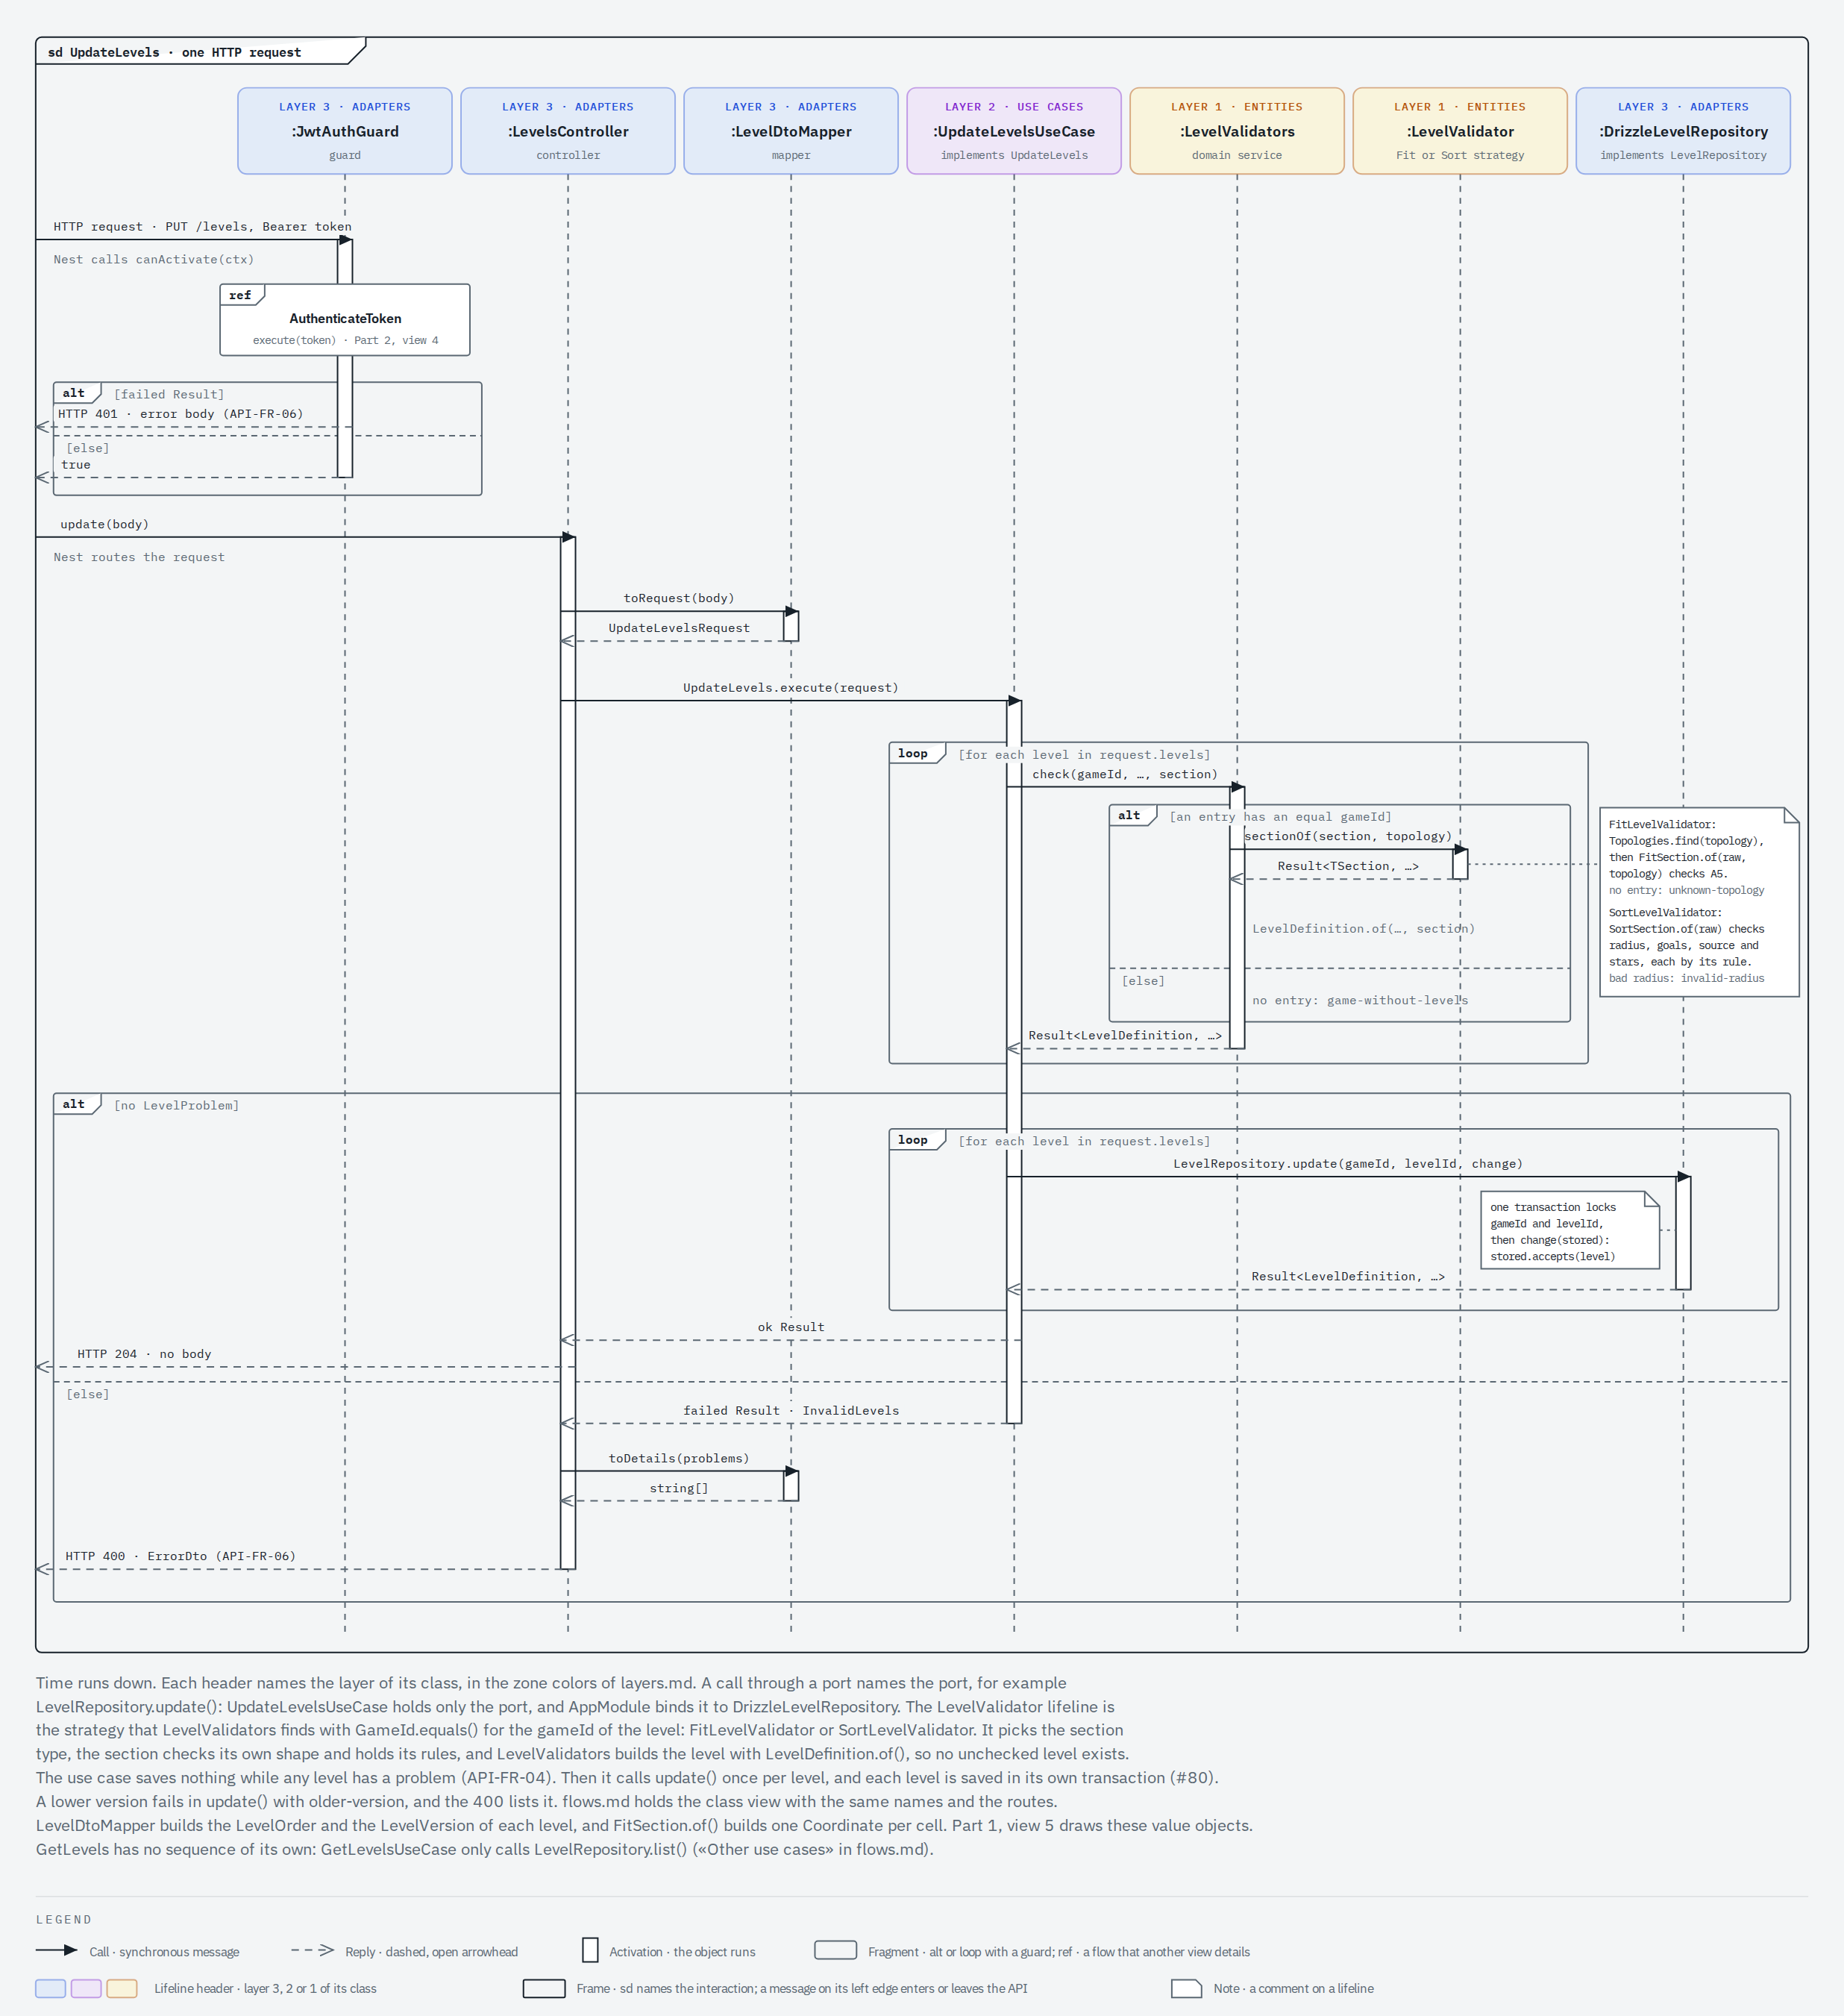 sd UpdateLevels · one HTTP request
LAYER 3 · ADAPTERS
:JwtAuthGuard
guard
LAYER 3 · ADAPTERS
:LevelsController
controller
LAYER 3 · ADAPTERS
:LevelDtoMapper
mapper
LAYER 2 · USE CASES
:UpdateLevelsUseCase
implements UpdateLevels
LAYER 1 · ENTITIES
:LevelValidators
domain service
LAYER 1 · ENTITIES
:LevelValidator
Fit or Sort strategy
LAYER 3 · ADAPTERS
:DrizzleLevelRepository
implements LevelRepository
HTTP request · PUT /levels, Bearer token
Nest calls canActivate(ctx)
ref
AuthenticateToken
execute(token) · Part 2, view 4
alt [failed Result]
HTTP 401 · error body (API-FR-06)
[else]
true
update(body)
Nest routes the request
toRequest(body)
UpdateLevelsRequest
UpdateLevels.execute(request)
loop [for each level in request.levels]
check(gameId, …, section)
alt [an entry has an equal gameId]
sectionOf(section, topology)
Result<TSection, …>
LevelDefinition.of(…, section)
[else]
no entry: game-without-levels
Result<LevelDefinition, …>
FitLevelValidator:
Topologies.find(topology),
then FitSection.of(raw,
topology) checks A5.
no entry: unknown-topology
SortLevelValidator:
SortSection.of(raw) checks
radius, goals, source and
stars, each by its rule.
bad radius: invalid-radius
alt [no LevelProblem]
loop [for each level in request.levels]
LevelRepository.update(gameId, levelId, change)
one transaction locks
gameId and levelId,
then change(stored):
stored.accepts(level)
Result<LevelDefinition, …>
ok Result
HTTP 204 · no body
[else]
failed Result · InvalidLevels
toDetails(problems)
string[]
HTTP 400 · ErrorDto (API-FR-06)
Time runs down. Each header names the layer of its class, in the zone colors of layers.md. A call through a port names the port, for example
LevelRepository.update(): UpdateLevelsUseCase holds only the port, and AppModule binds it to DrizzleLevelRepository. The LevelValidator lifeline is
the strategy that LevelValidators finds with GameId.equals() for the gameId of the level: FitLevelValidator or SortLevelValidator. It picks the section
type, the section checks its own shape and holds its rules, and LevelValidators builds the level with LevelDefinition.of(), so no unchecked level exists.
The use case saves nothing while any level has a problem (API-FR-04). Then it calls update() once per level, and each level is saved in its own transaction (#80).
A lower version fails in update() with older-version, and the 400 lists it. flows.md holds the class view with the same names and the routes.
LevelDtoMapper builds the LevelOrder and the LevelVersion of each level, and FitSection.of() builds one Coordinate per cell. Part 1, view 5 draws these value objects.
GetLevels has no sequence of its own: GetLevelsUseCase only calls LevelRepository.list() («Other use cases» in flows.md).
LEGEND
Call · synchronous message
Reply · dashed, open arrowhead
Activation · the object runs
Fragment · alt or loop with a guard; ref · a flow that another view details
Lifeline header · layer 3, 2 or 1 of its class
Frame · sd names the interaction; a message on its left edge enters or leaves the API
Note · a comment on a lifeline